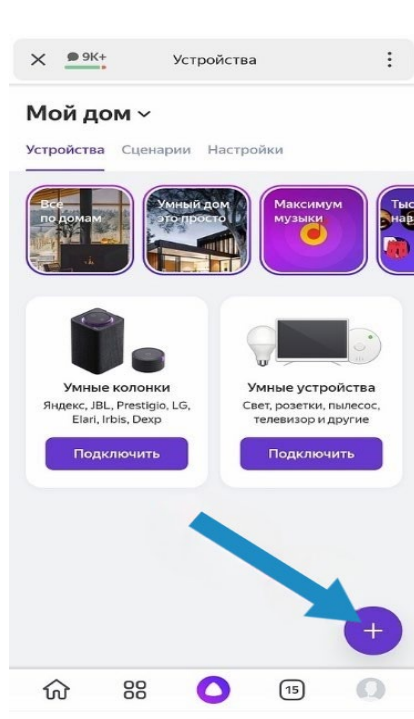 9K+
Устройства
Мой дом
Устройства Сценарии Настройки
Все
по домам
Умный дом
это просто
Максимум
музыки
Умные колонки
Яндекс, JBL, Prestigio, LG,
Elari, Irbis, Dexp
Подключить
Умные устройства
Свет, розетки, пылесос,
телевизор и другие
Подключить
15